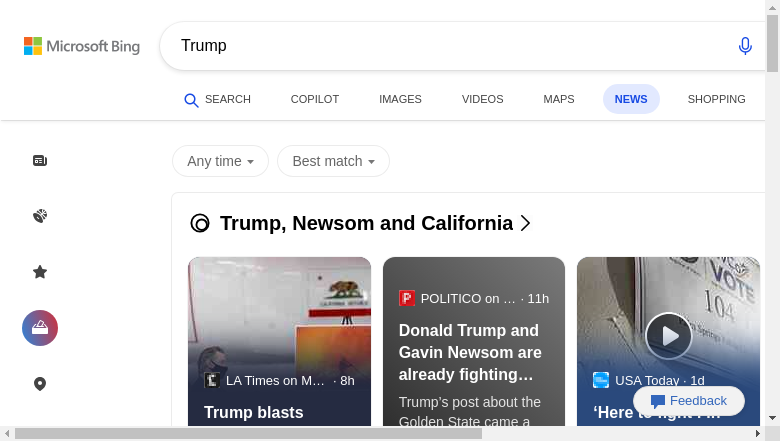 Microsoft Bing
Trump
SEARCH COPILOT IMAGES VIDEOS MAPS NEWS SHOPPING
Any time Best match
Trump, Newsom and California
LA Times on M… · 8h
Trump blasts
POLITICO on … · 11h
Donald Trump and
Gavin Newsom are
already fighting…
Trump's post about the
Golden State came a
VOTE
104
USA Today · 1d
'Here to fight
Feedback